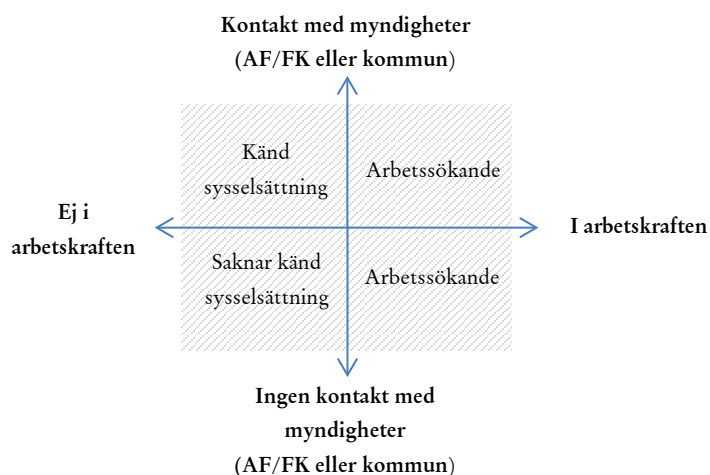 Kontakt med myndigheter
(AF/FK eller kommun)
Känd
sysselsättning
Arbetssökande
Ej i
arbetskraften
I arbetskraften
Saknar känd
sysselsättning
Arbetssökande
Ingen kontakt med
myndigheter
(AF/FK eller kommun)